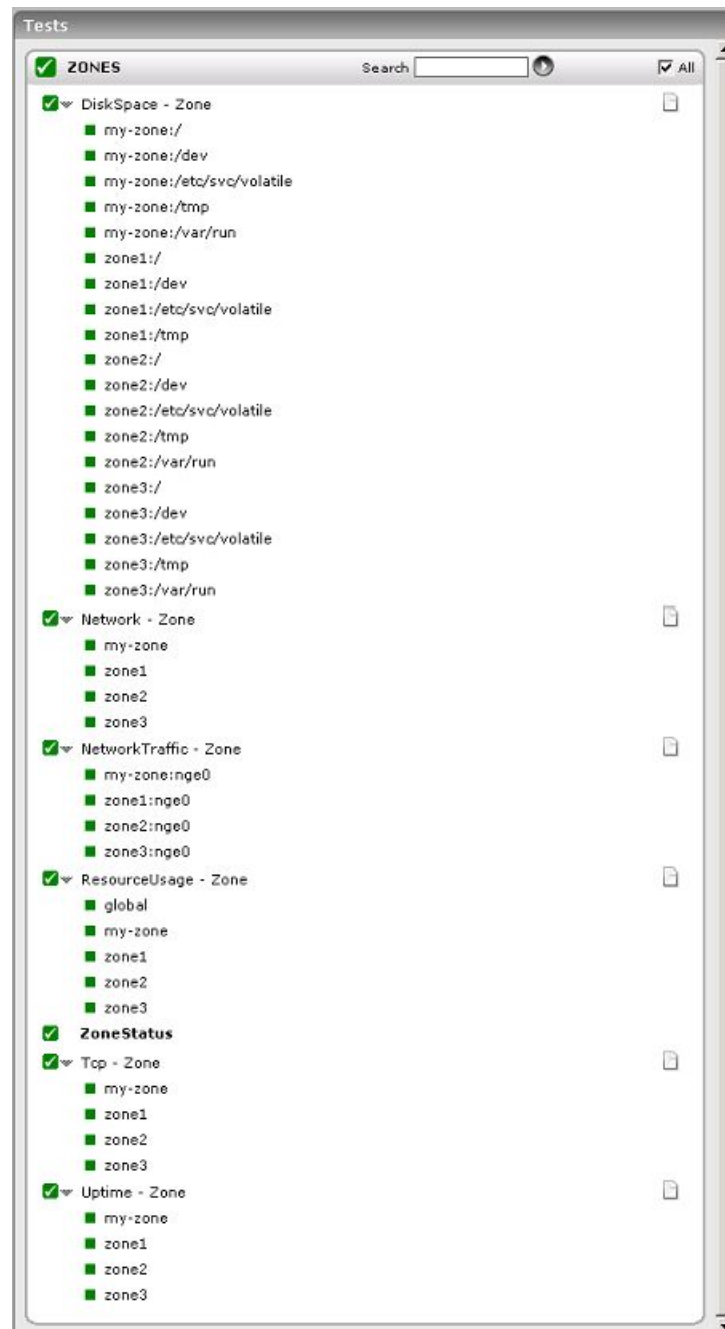 Tests
ZONES Search All
DiskSpace - Zone
my-zone:/
my-zone:/dev
my-zone:/etc/svc/volatile
my-zone:/tmp
my-zone:/var/run
zone1:/
zone1:/dev
zone1:/etc/svc/volatile
zone1:/tmp
zone2:/
zone2:/dev
zone2:/etc/svc/volatile
zone2:/tmp
zone2:/var/run
zone3:/
zone3:/dev
zone3:/etc/svc/volatile
zone3:/tmp
zone3:/var/run
Network - Zone
my-zone
zone1
zone2
zone3
NetworkTraffic - Zone
my-zone:nge0
zone1:nge0
zone2:nge0
zone3:nge0
ResourceUsage - Zone
global
my-zone
zone1
zone2
zone3
ZoneStatus
Tcp - Zone
my-zone
zone1
zone2
zone3
Uptime - Zone
my-zone
zone1
zone2
zone3